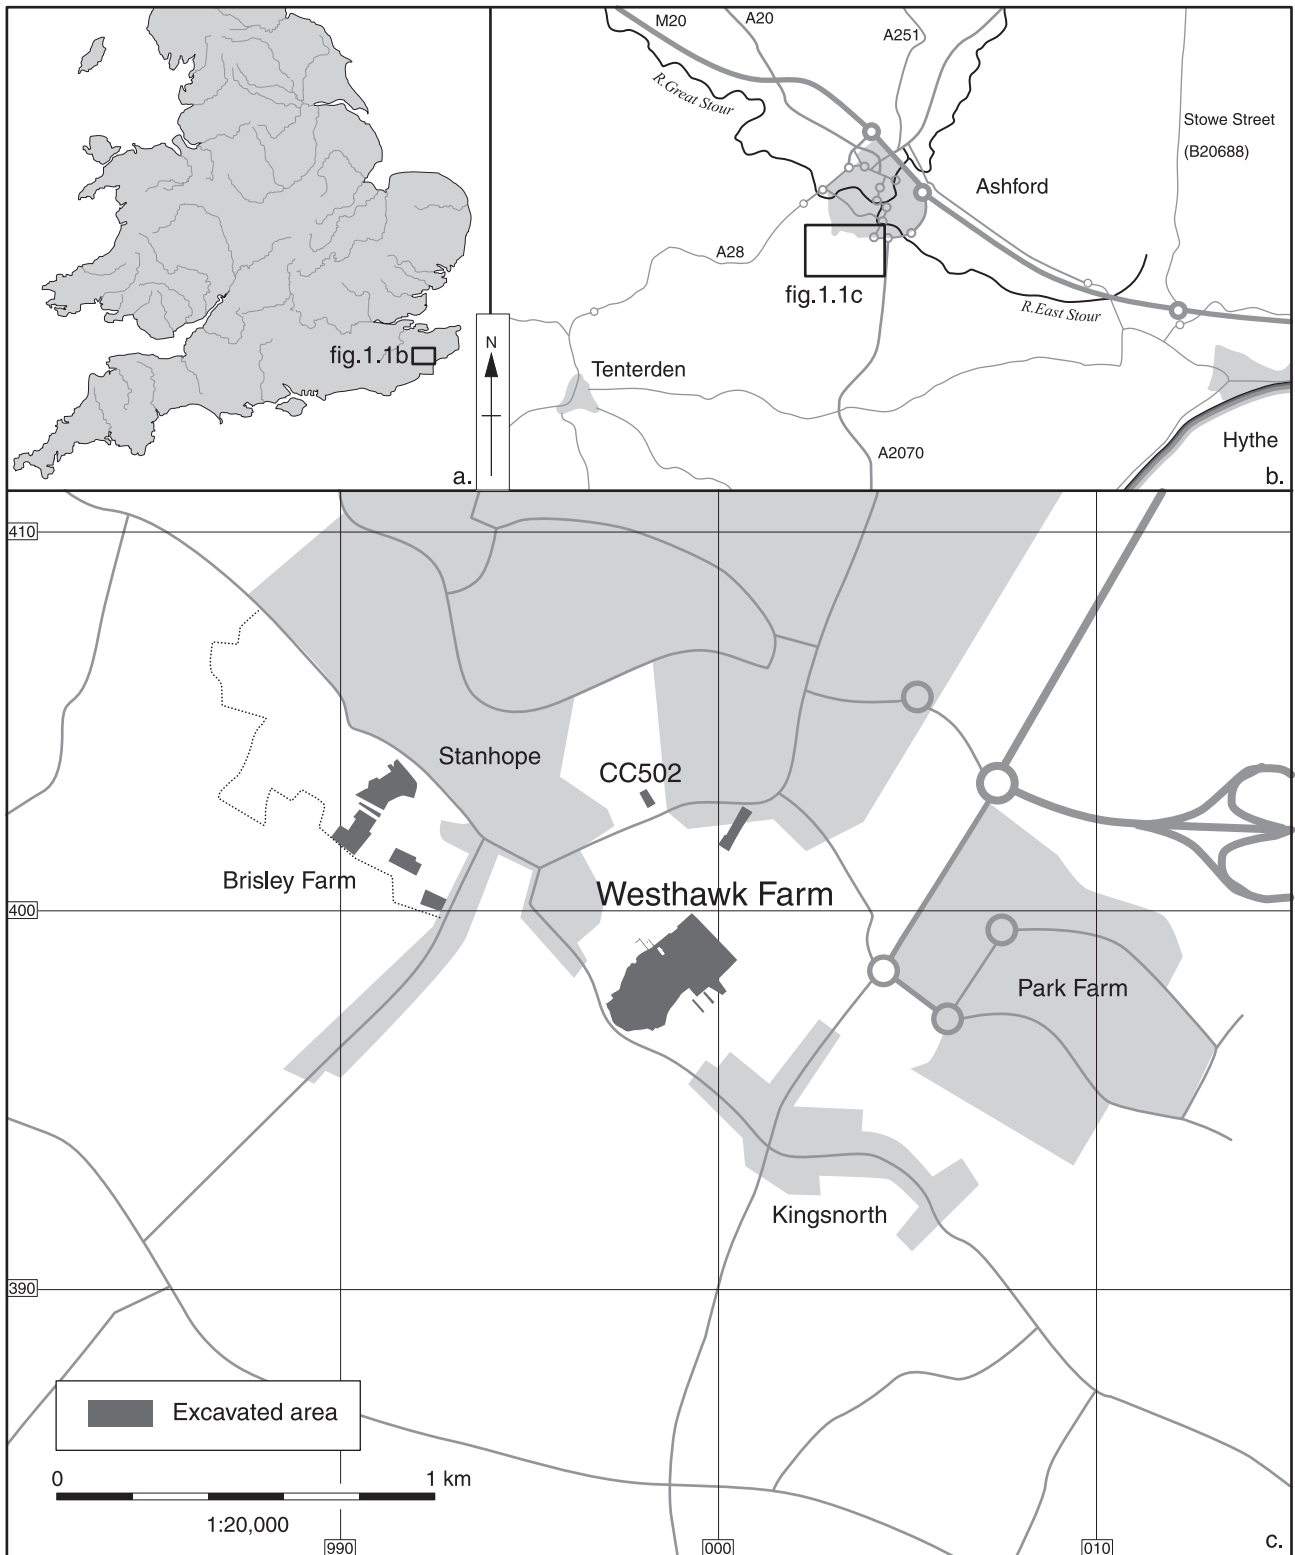 fig.1.1b
a.
N
M20
A20
A251
R.Great Stour
Stowe Street
(B20688)
Ashford
A28
fig.1.1c
R.East Stour
Tenterden
A2070
Hythe
b.
410
Stanhope
CC502
Brisley Farm
Westhawk Farm
400
Park Farm
Kingsnorth
390
Excavated area
0 1 km
1:20,000
990
000
010
c.